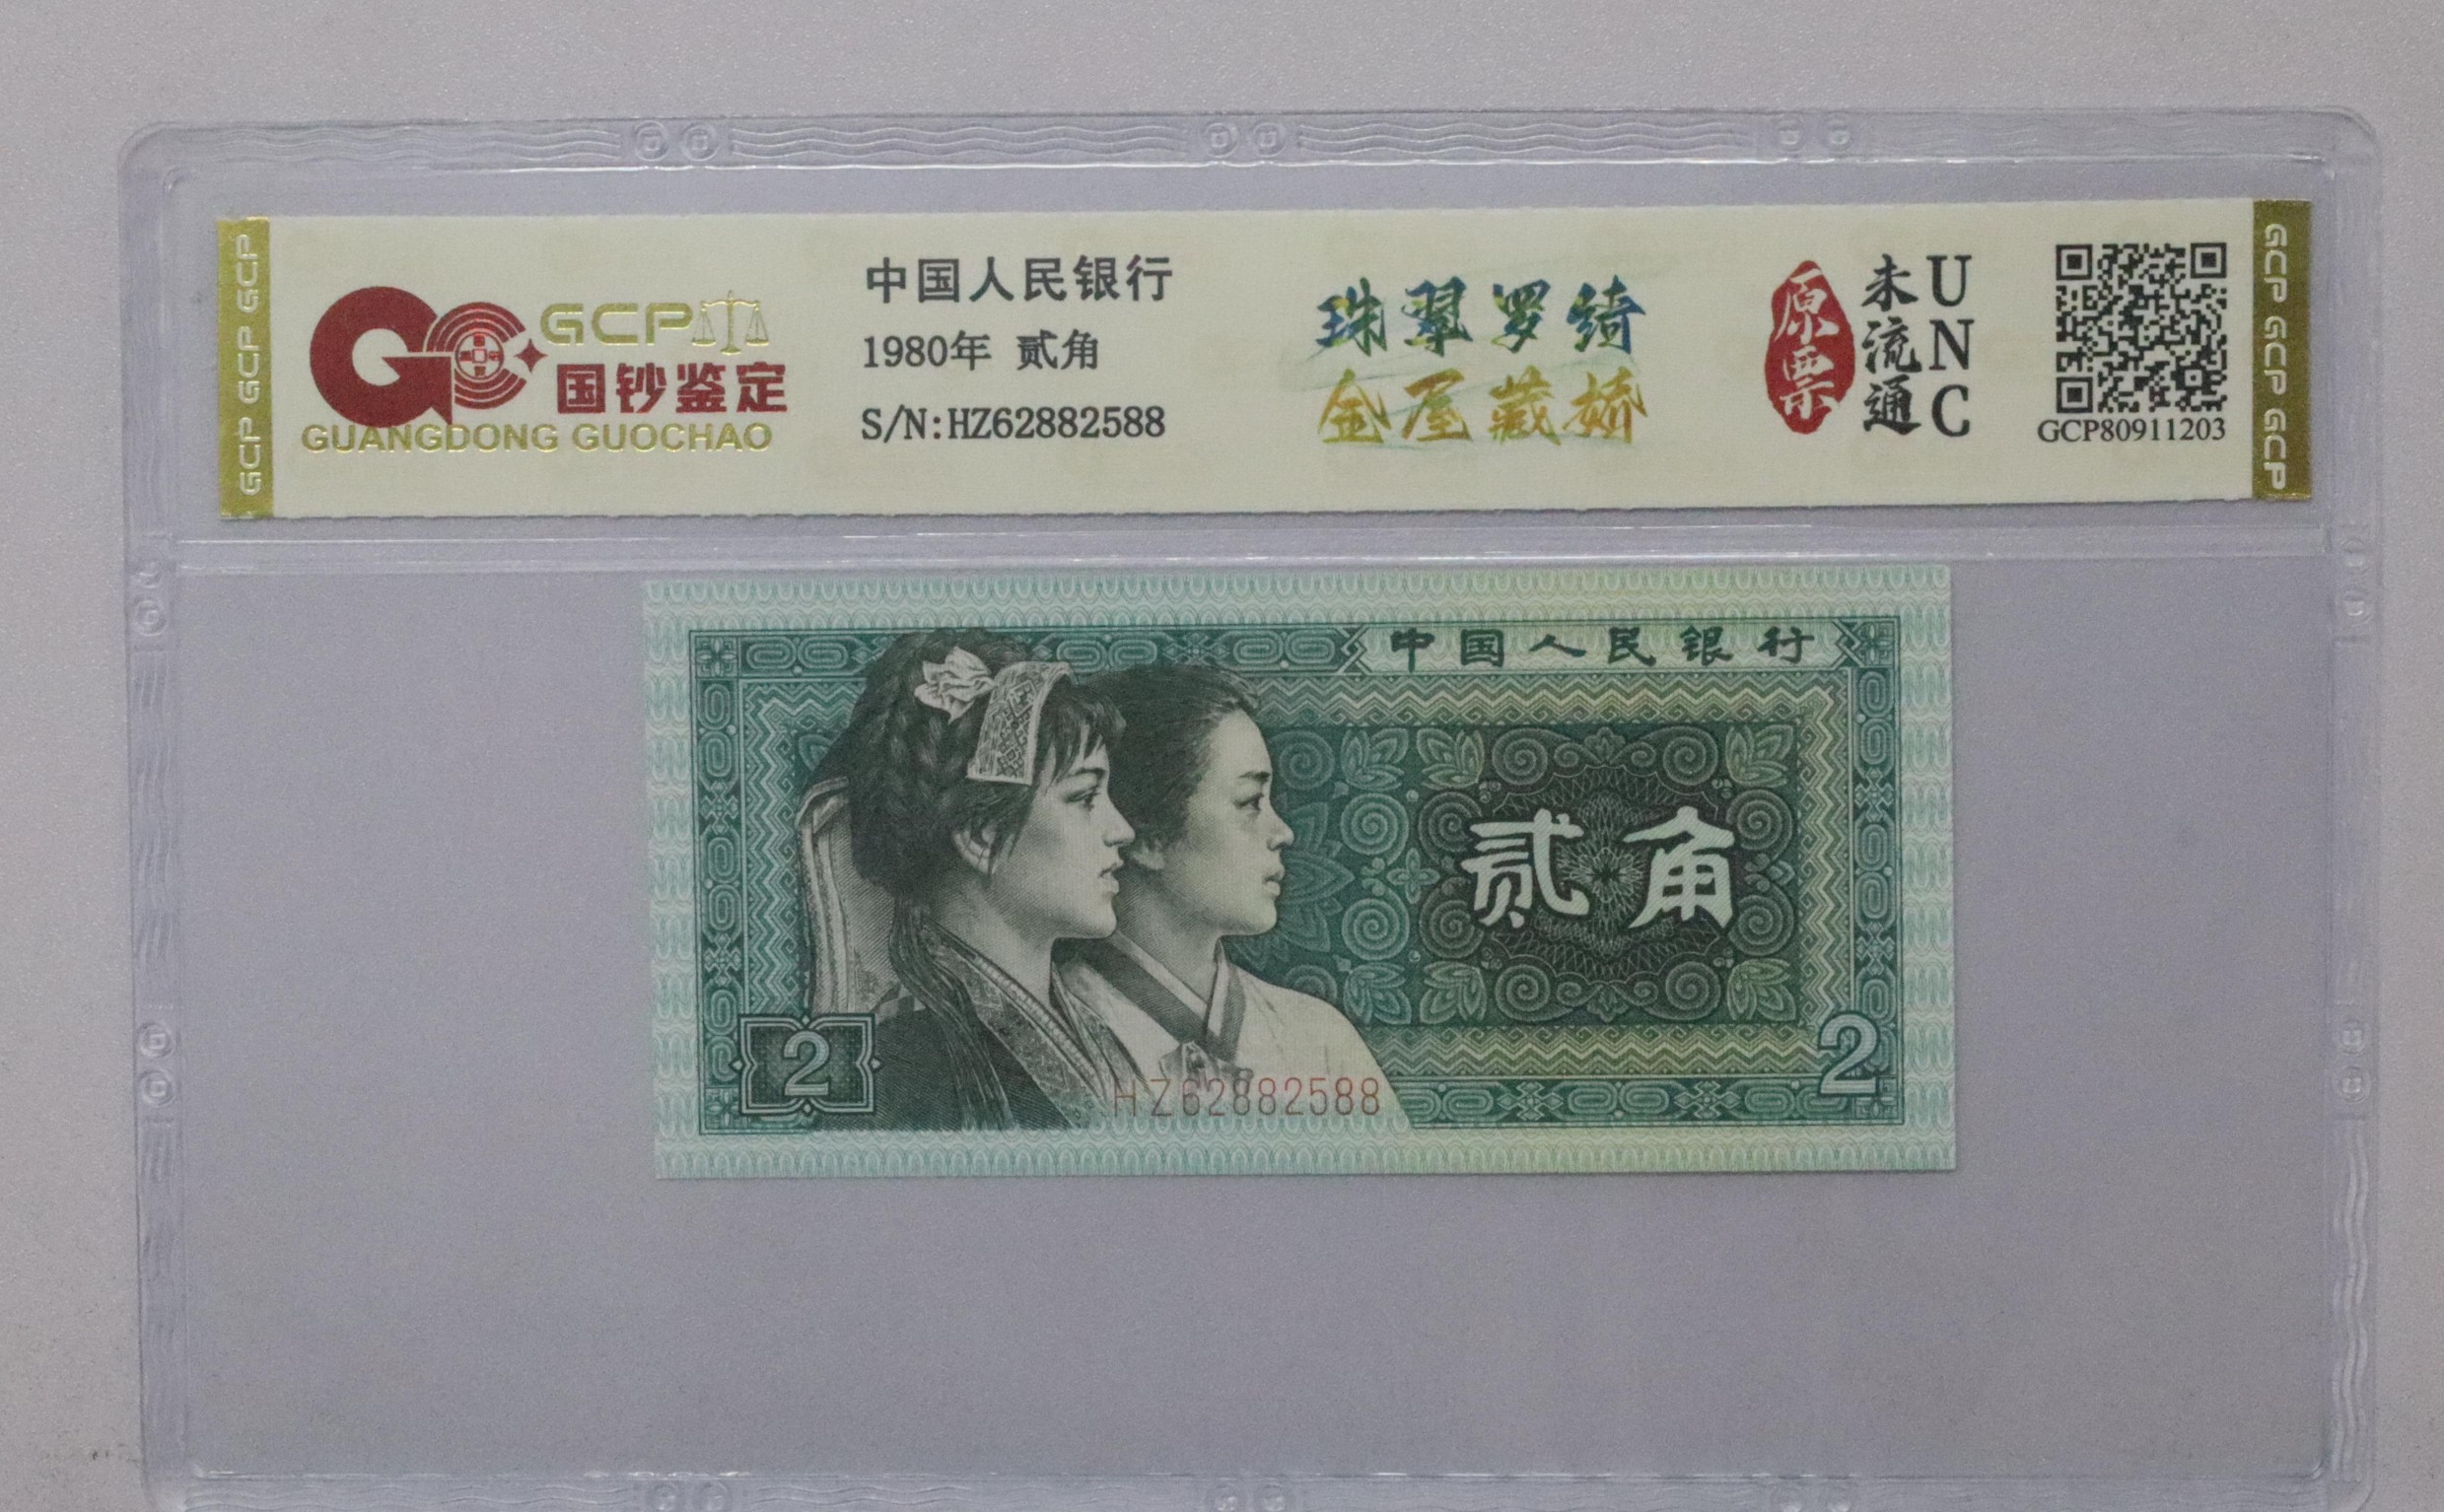 GCP GCP GCP
GCP
国钞鉴定
GUANGDONG GUOCHAO
中国人民银行
1980年 贰角
S/N:HZ62882588
珠翠罗绮
金屋藏娇
原票
未流通
UNC
GCP80911203
GCP GCP GCP
中国人民银行
贰角
2
2
HZ62882588